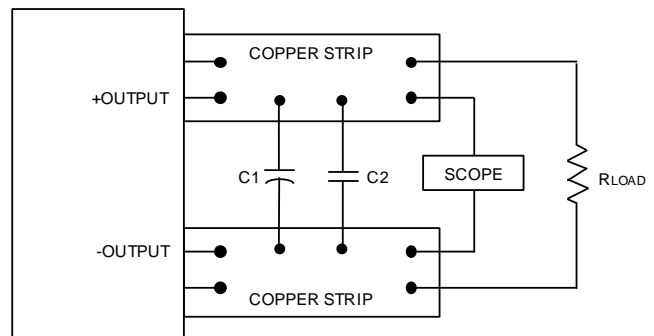 COPPER STRIP
+OUTPUT
C1
C2
SCOPE
RLOAD
-OUTPUT
COPPER STRIP